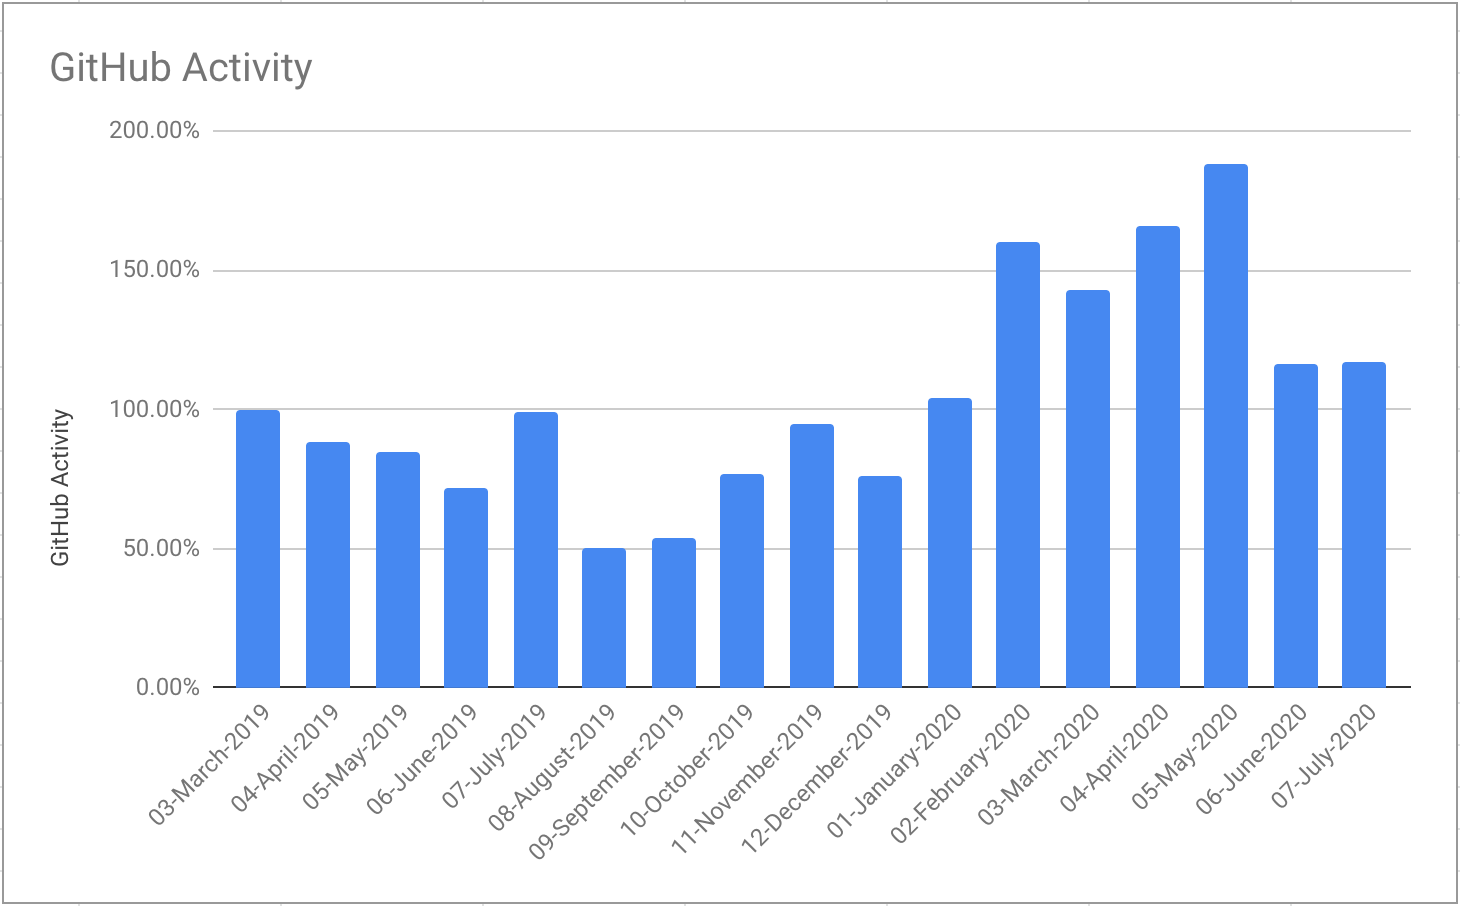 GitHub Activity
200.00%
150.00%
100.00%
50.00%
0.00%
GitHub Activity
03-March-2019
04-April-2019
05-May-2019
06-June-2019
07-July-2019
08-August-2019
09-September-2019
10-October-2019
11-November-2019
12-December-2019
01-January-2020
02-February-2020
03-March-2020
04-April-2020
05-May-2020
06-June-2020
07-July-2020